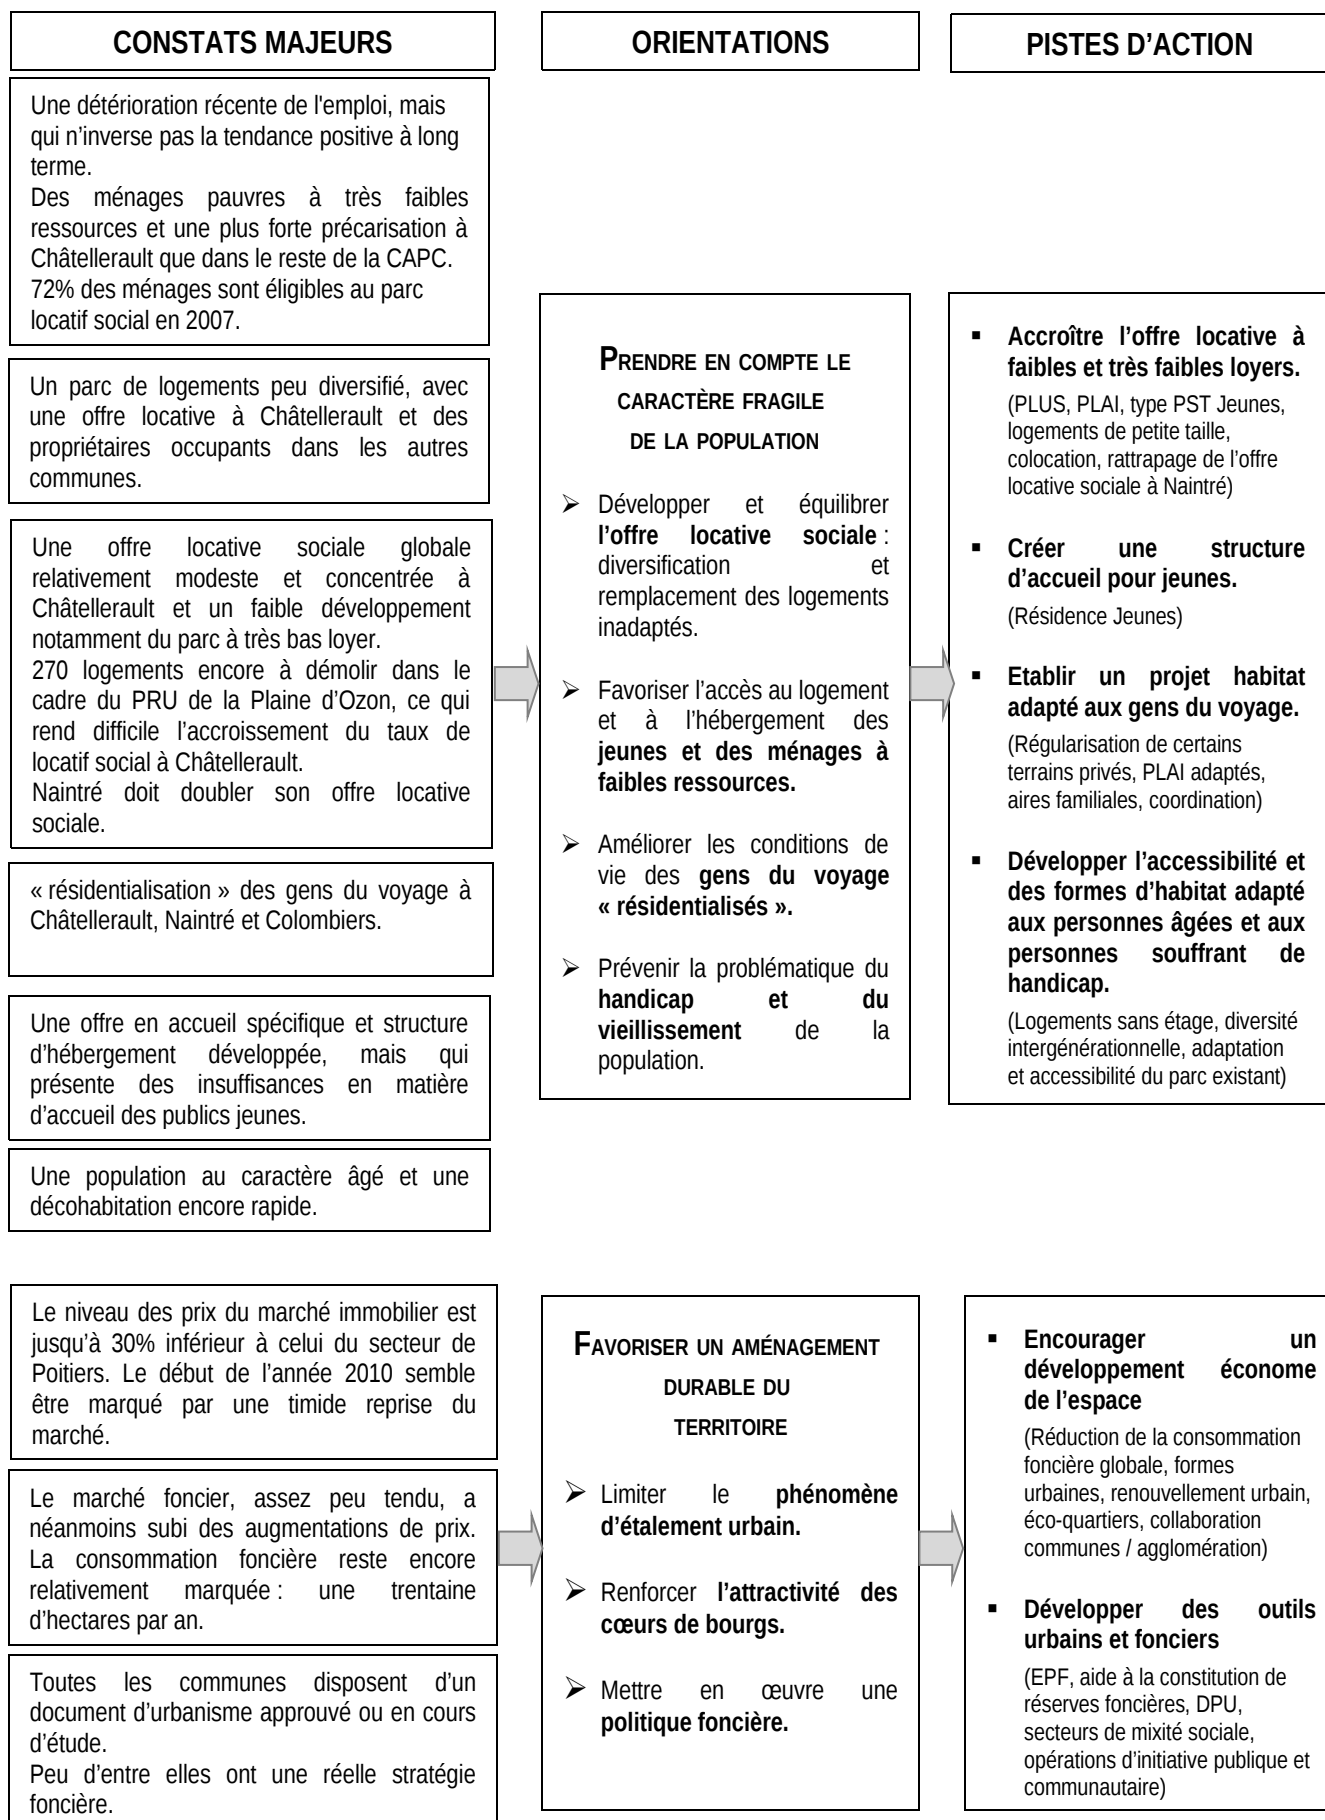 CONSTATS MAJEURS
ORIENTATIONS
PISTES D’ACTION
Une détérioration récente de l'emploi, mais
qui n’inverse pas la tendance positive à long
terme.
Des ménages pauvres à très faibles
ressources et une plus forte précarisation à
Châtellerault que dans le reste de la CAPC.
72% des ménages sont éligibles au parc
locatif social en 2007.
Un parc de logements peu diversifié, avec
une offre locative à Châtellerault et des
propriétaires occupants dans les autres
communes.
Une offre locative sociale globale
relativement modeste et concentrée à
Châtellerault et un faible développement
notamment du parc à très bas loyer.
270 logements encore à démolir dans le
cadre du PRU de la Plaine d’Ozon, ce qui
rend difficile l’accroissement du taux de
locatif social à Châtellerault.
Naintré doit doubler son offre locative
sociale.
« résidentialisation » des gens du voyage à
Châtellerault, Naintré et Colombiers.
Une offre en accueil spécifique et structure
d’hébergement développée, mais qui
présente des insuffisances en matière
d’accueil des publics jeunes.
Une population au caractère âgé et une
décohabitation encore rapide.
PRENDRE EN COMPTE LE
CARACTÈRE FRAGILE
DE LA POPULATION
➢ Développer et équilibrer
l’offre locative sociale :
diversification et
remplacement des logements
inadaptés.
➢ Favoriser l’accès au logement
et à l’hébergement des
jeunes et des ménages à
faibles ressources.
➢ Améliorer les conditions de
vie des gens du voyage
« résidentialisés ».
➢ Prévenir la problématique du
handicap et du
vieillissement de la
population.
▪ Accroître l’offre locative à
faibles et très faibles loyers.
(PLUS, PLAI, type PST Jeunes,
logements de petite taille,
colocation, rattrapage de l’offre
locative sociale à Naintré)
▪ Créer une structure
d’accueil pour jeunes.
(Résidence Jeunes)
▪ Etablir un projet habitat
adapté aux gens du voyage.
(Régularisation de certains
terrains privés, PLAI adaptés,
aires familiales, coordination)
▪ Développer l’accessibilité et
des formes d’habitat adapté
aux personnes âgées et aux
personnes souffrant de
handicap.
(Logements sans étage, diversité
intergénérationnelle, adaptation
et accessibilité du parc existant)
Le niveau des prix du marché immobilier est
jusqu’à 30% inférieur à celui du secteur de
Poitiers. Le début de l’année 2010 semble
être marqué par une timide reprise du
marché.
Le marché foncier, assez peu tendu, a
néanmoins subi des augmentations de prix.
La consommation foncière reste encore
relativement marquée : une trentaine
d’hectares par an.
Toutes les communes disposent d’un
document d’urbanisme approuvé ou en cours
d’étude.
Peu d’entre elles ont une réelle stratégie
foncière.
FAVORISER UN AMÉNAGEMENT
DURABLE DU
TERRITOIRE
➢ Limiter le phénomène
d’étalement urbain.
➢ Renforcer l’attractivité des
cœurs de bourgs.
➢ Mettre en œuvre une
politique foncière.
▪ Encourager un
développement économe
de l’espace
(Réduction de la consommation
foncière globale, formes
urbaines, renouvellement urbain,
éco-quartiers, collaboration
communes / agglomération)
▪ Développer des outils
urbains et fonciers
(EPF, aide à la constitution de
réserves foncières, DPU,
secteurs de mixité sociale,
opérations d’initiative publique et
communautaire)